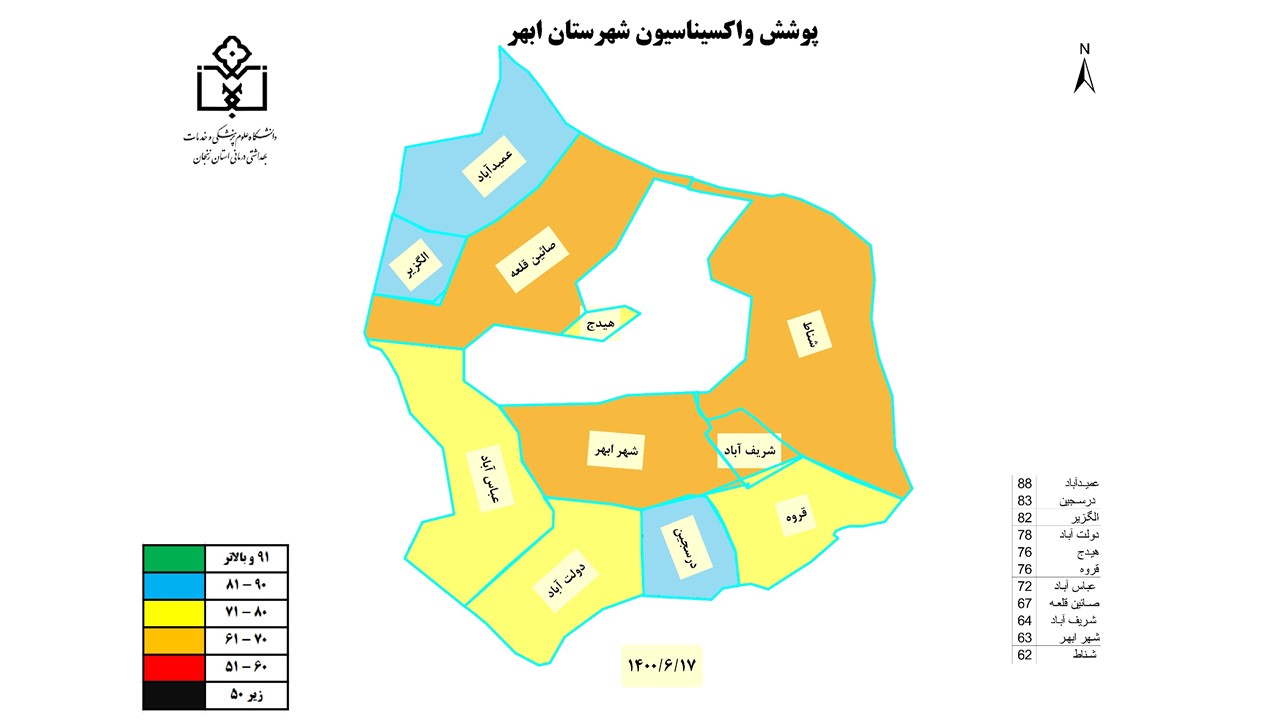 پوشش واکسیناسیون شهرستان ابهر
N
دانشگاه علوم پزشکی و خدمات
بهداشتی درمانی استان زنجان
عمیدآباد
الگزیر
صائین قلعه
هیدج
شناط
شهر ابهر
شریف آباد
عباس آباد
قروه
درسجین
دولت آباد
۱۴۰۰/۶/۱۷
۹۱ و بالاتر
۸۱ – ۹۰
۷۱ – ۸۰
۶۱ – ۷۰
۵۱ – ۶۰
زیر ۵۰
عمیدآباد 88
درسجین 83
الگزیر 82
دولت آباد 78
هیدج 76
قروه 76
عباس آباد 72
صائین قلعه 67
شریف آباد 64
شهر ابهر 63
شناط 62